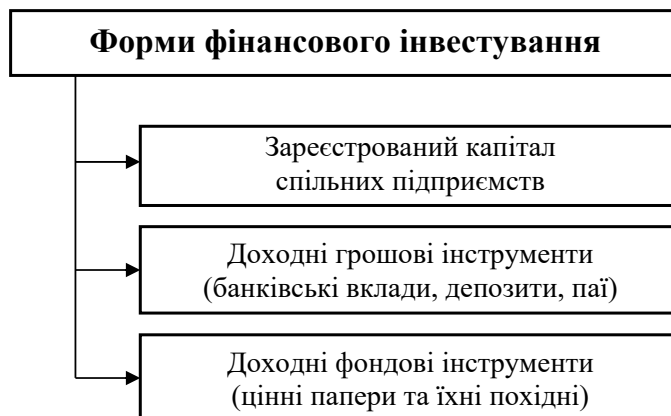 Форми фінансового інвестування
Зареєстрований капітал
спільних підприємств
Доходні грошові інструменти
(банківські вклади, депозити, паї)
Доходні фондові інструменти
(цінні папери та їхні похідні)